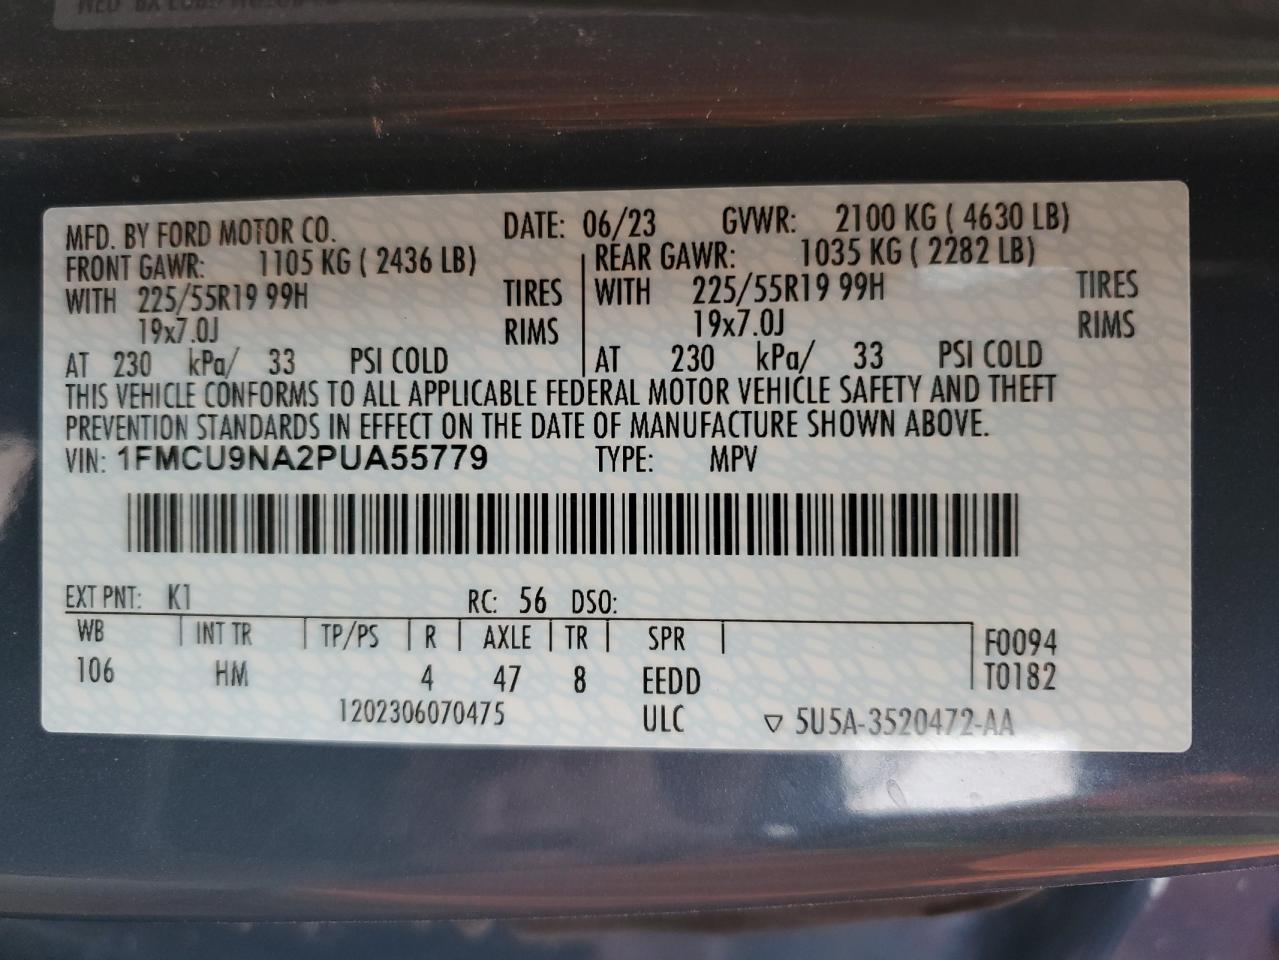 MFD. BY FORD MOTOR CO. DATE: 06/23 GVWR: 2100 KG ( 4630 LB)
FRONT GAWR: 1105 KG ( 2436 LB) REAR GAWR: 1035 KG ( 2282 LB)
WITH 225/55R19 99H TIRES WITH 225/55R19 99H TIRES
19x7.0J RIMS 19x7.0J RIMS
AT 230 kPa/ 33 PSI COLD AT 230 kPa/ 33 PSI COLD
THIS VEHICLE CONFORMS TO ALL APPLICABLE FEDERAL MOTOR VEHICLE SAFETY AND THEFT
PREVENTION STANDARDS IN EFFECT ON THE DATE OF MANUFACTURE SHOWN ABOVE.
VIN: 1FMCU9NA2PUA55779 TYPE: MPV
EXT PNT: K1 RC: 56 DSO:
WB INT TR TP/PS R AXLE TR SPR F0094
106 HM 4 47 8 EEDD T0182
1202306070475 ULC ▽ 5U5A-3520472-AA